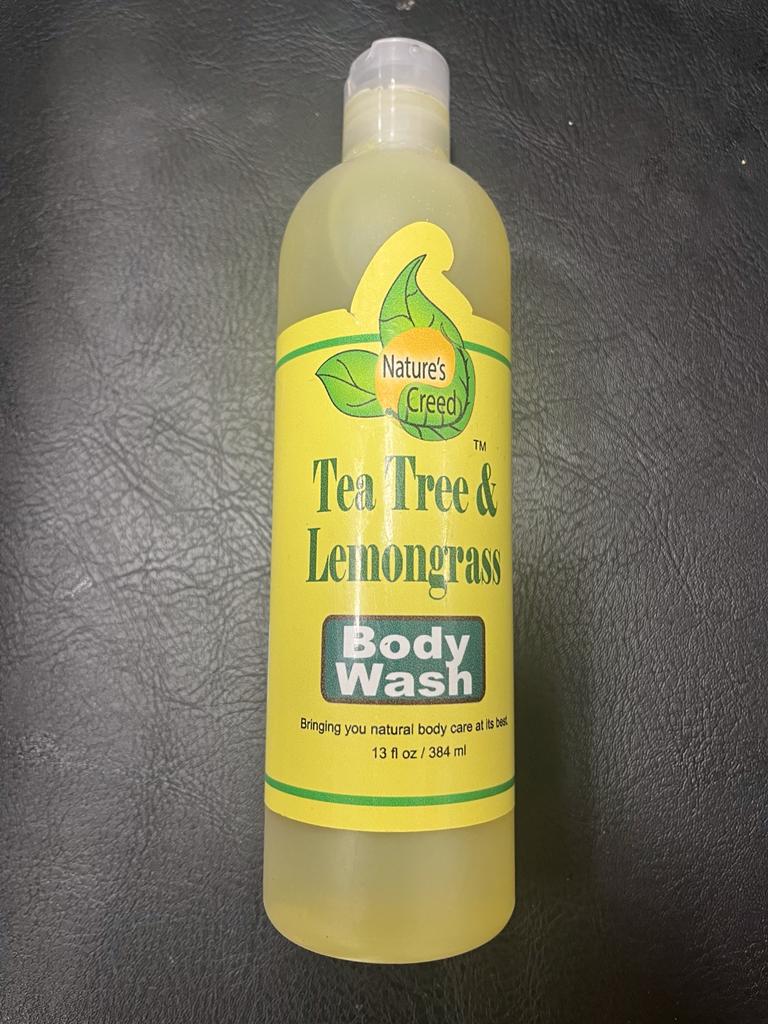 Nature's
Creed
TM
Tea Tree &
Lemongrass
Body
Wash
Bringing you natural body care at its best.
13 fl oz / 384 ml